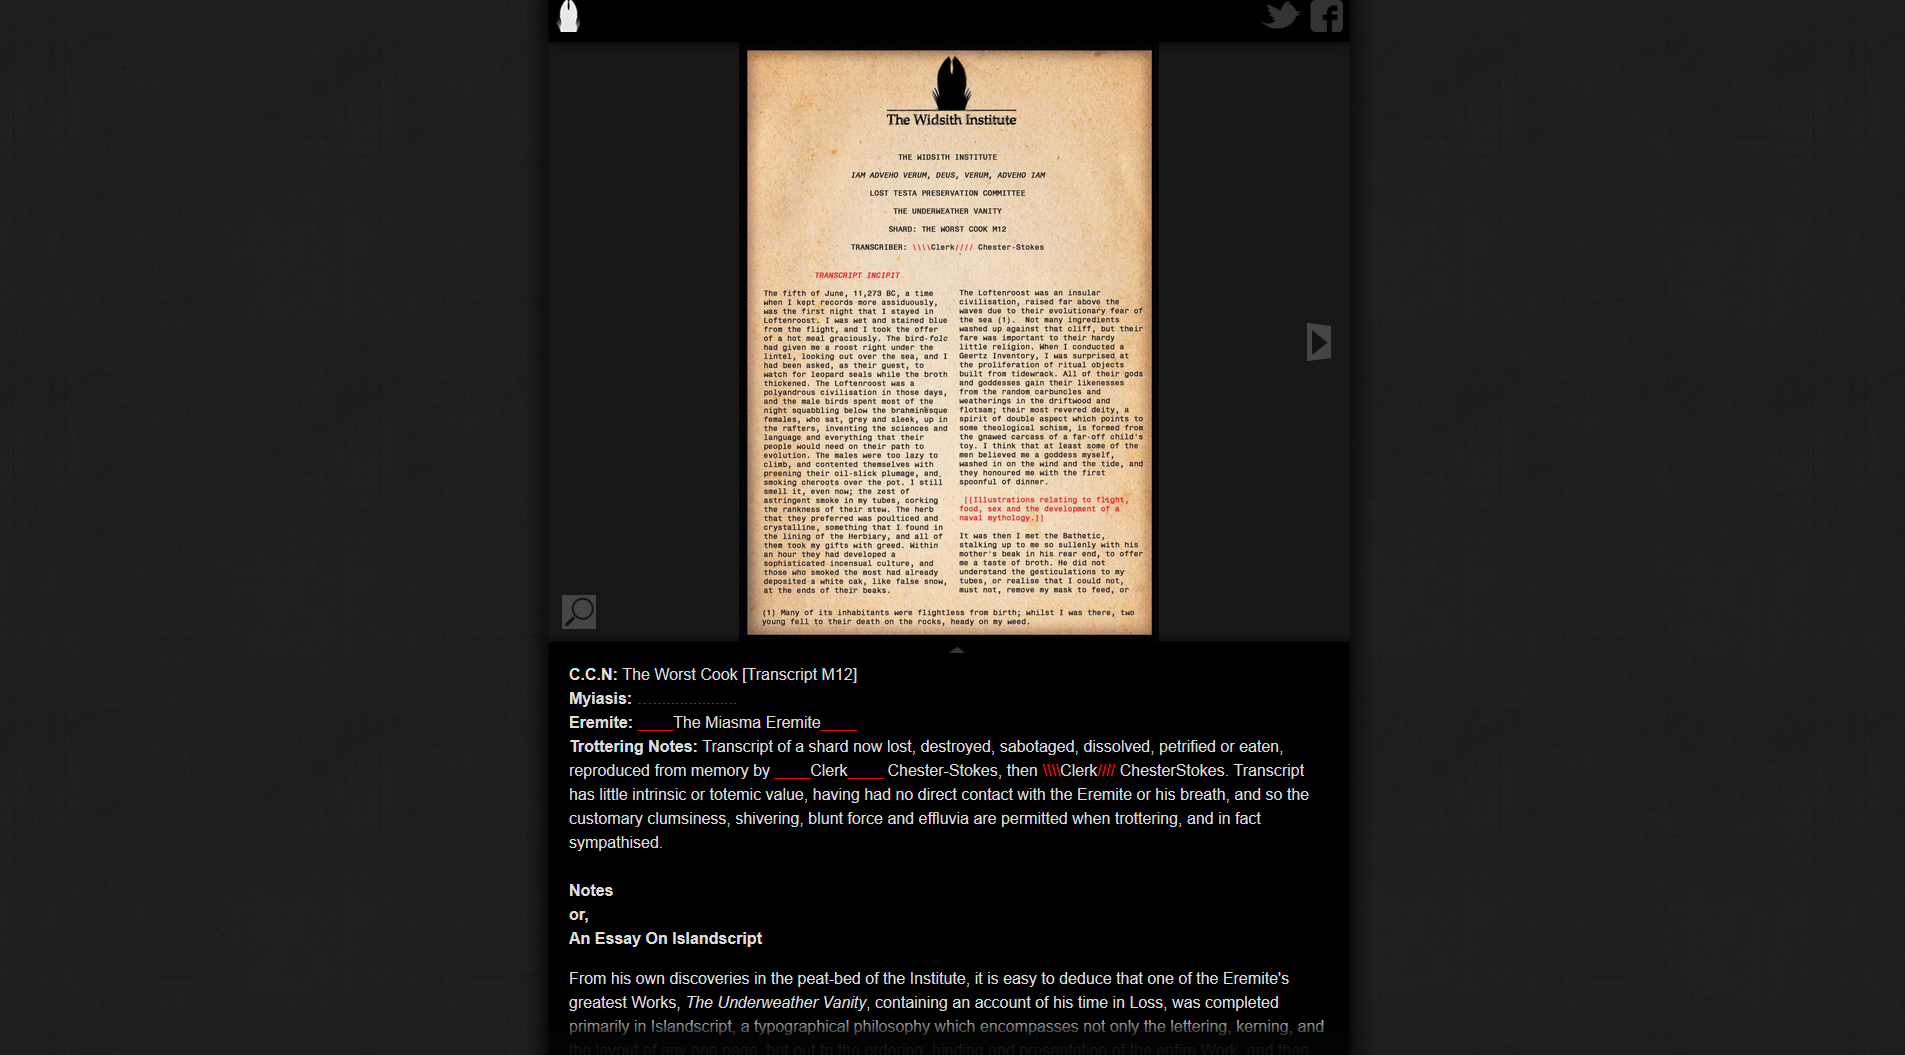 The Widsith Institute
THE WIDSITH INSTITUTE
IAM ADVEHO VERUM, DEUS, VERUM, ADVEHO IAM
LOST TESTA PRESERVATION COMMITTEE
THE UNDERWEATHER VANITY
SHARD: THE WORST COOK M12
TRANSCRIBER: \\\\Clerk//// Chester-Stokes
TRANSCRIPT INCIPIT
The fifth of June, 11,273 BC, a time
when I kept records more assiduously,
was the first night that I stayed in
Loftenroost. I was wet and stained blue
from the flight, and I took the offer
of a hot meal graciously. The bird-folc
had given me a roost right under the
lintel, looking out over the sea, and I
had been asked, as their guest, to
watch for leopard seals while the broth
thickened. The Loftenroost was a
polyandrous civilisation in those days,
and the male birds spent most of the
night squabbling below the brahminesque
females, who sat, grey and sleek, up in
the rafters, inventing the sciences and
language and everything that their
people would need on their path to
evolution. The males were too lazy to
climb, and contented themselves with
preening their oil-slick plumage, and
smoking cheroots over the pot. I still
smell it, even now; the zest of
astringent smoke in my tubes, corking
the rankness of their stew. The herb
that they preferred was poulticed and
crystalline, something that I found in
the lining of the Herbiary, and all of
them took my gifts with greed. Within
an hour they had developed a
sophisticated incensual culture, and
those who smoked the most had already
deposited a white cak, like false snow,
at the ends of their beaks.
The Loftenroost was an insular
civilisation, raised far above the
waves due to their evolutionary fear of
the sea (1). Not many ingredients
washed up against that cliff, but their
fare was important to their hardy
little religion. When I conducted a
Geertz Inventory, I was surprised at
the proliferation of ritual objects
built from tidewrack. All of their gods
and goddesses gain their likenesses
from the random carbuncles and
weatherings in the driftwood and
flotsam; their most revered deity, a
spirit of double aspect which points to
some theological schism, is formed from
the gnawed carcass of a far-off child's
toy. I think that at least some of the
men believed me a goddess myself,
washed in on the wind and the tide, and
they honoured me with the first
spoonful of dinner.
[[Illustrations relating to flight,
food, sex and the development of a
naval mythology.]]
It was then I met the Bathetic,
stalking up to me so sullenly with his
mother's beak in his rear end, to offer
me a taste of broth. He did not
understand the gesticulations to my
tubes, or realise that I could not,
must not, remove my mask to feed, or
(1) Many of its inhabitants were flightless from birth; whilst I was there, two
young fell to their death on the rocks, heady on my weed.
C.C.N: The Worst Cook [Transcript M12]
Myiasis: ......................
Eremite: ____The Miasma Eremite____
Trottering Notes: Transcript of a shard now lost, destroyed, sabotaged, dissolved, petrified or eaten,
reproduced from memory by ____Clerk____ Chester-Stokes, then \\\\Clerk//// ChesterStokes. Transcript
has little intrinsic or totemic value, having had no direct contact with the Eremite or his breath, and so the
customary clumsiness, shivering, blunt force and effluvia are permitted when trottering, and in fact
sympathised.
Notes
or,
An Essay On Islandscript
From his own discoveries in the peat-bed of the Institute, it is easy to deduce that one of the Eremite's
greatest Works, The Underweather Vanity, containing an account of his time in Loss, was completed
primarily in Islandscript, a typographical philosophy which encompasses not only the lettering, kerning, and
the layout of any one page, but put to the ordering, binding and presentation of the entire Work, and then